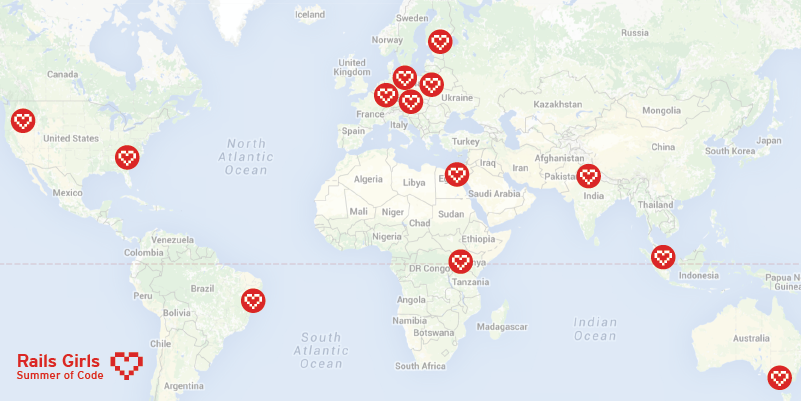 Iceland
Sweden
Norway
Russia
Canada
United
Kingdom
Ukraine
Kazakhstan
Mongolia
France
Italy
Spain
Turkey
United States
North
Atlantic
Ocean
Japan
South Korea
China
Afghanistan
Iraq
Iran
Pakistan
Algeria
Libya
Saudi Arabia
India
Mexico
Mali
Niger
Chad
Sudan
Thailand
Nigeria
Ethiopia
Venezuela
Colombia
DR Congo
Tanzania
Indonesia
Papua New
Guinea
Peru
Brazil
Bolivia
Angola
Namibia
Botswana
Madagascar
Indian
Ocean
South
Atlantic
Ocean
Chile
Australia
South Africa
Argentina
Rails Girls
Summer of Code